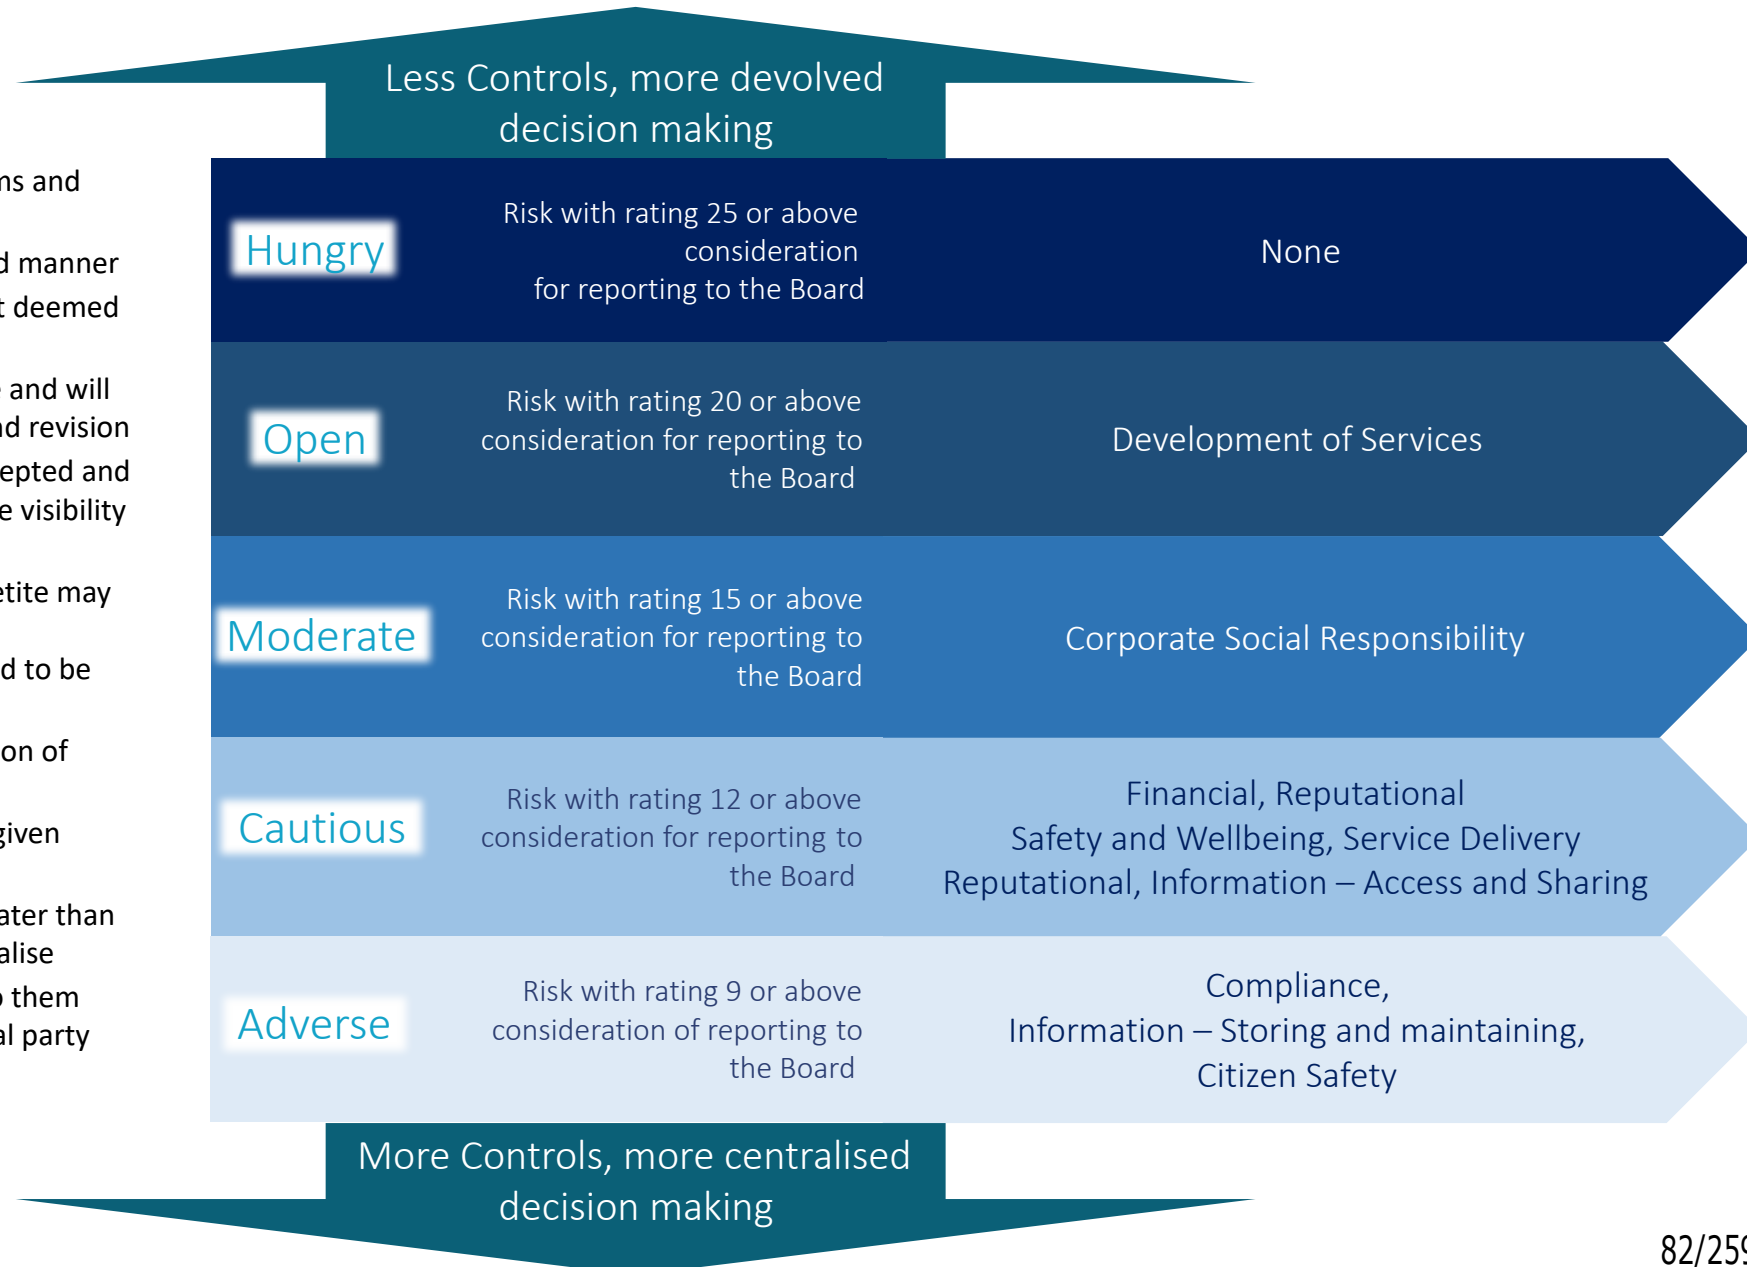 Less Controls, more devolved
decision making
ns and
d manner
t deemed
e and will
nd revision
epted and
e visibility
etite may
d to be
on of
given
ater than
alise
o them
al party
Hungry
Risk with rating 25 or above
consideration
for reporting to the Board
None
Open
Risk with rating 20 or above
consideration for reporting to
the Board
Development of Services
Moderate
Risk with rating 15 or above
consideration for reporting to
the Board
Corporate Social Responsibility
Cautious
Risk with rating 12 or above
consideration for reporting to
the Board
Financial, Reputational
Safety and Wellbeing, Service Delivery
Reputational, Information – Access and Sharing
Adverse
Risk with rating 9 or above
consideration of reporting to
the Board
Compliance,
Information – Storing and maintaining,
Citizen Safety
More Controls, more centralised
decision making
82/259